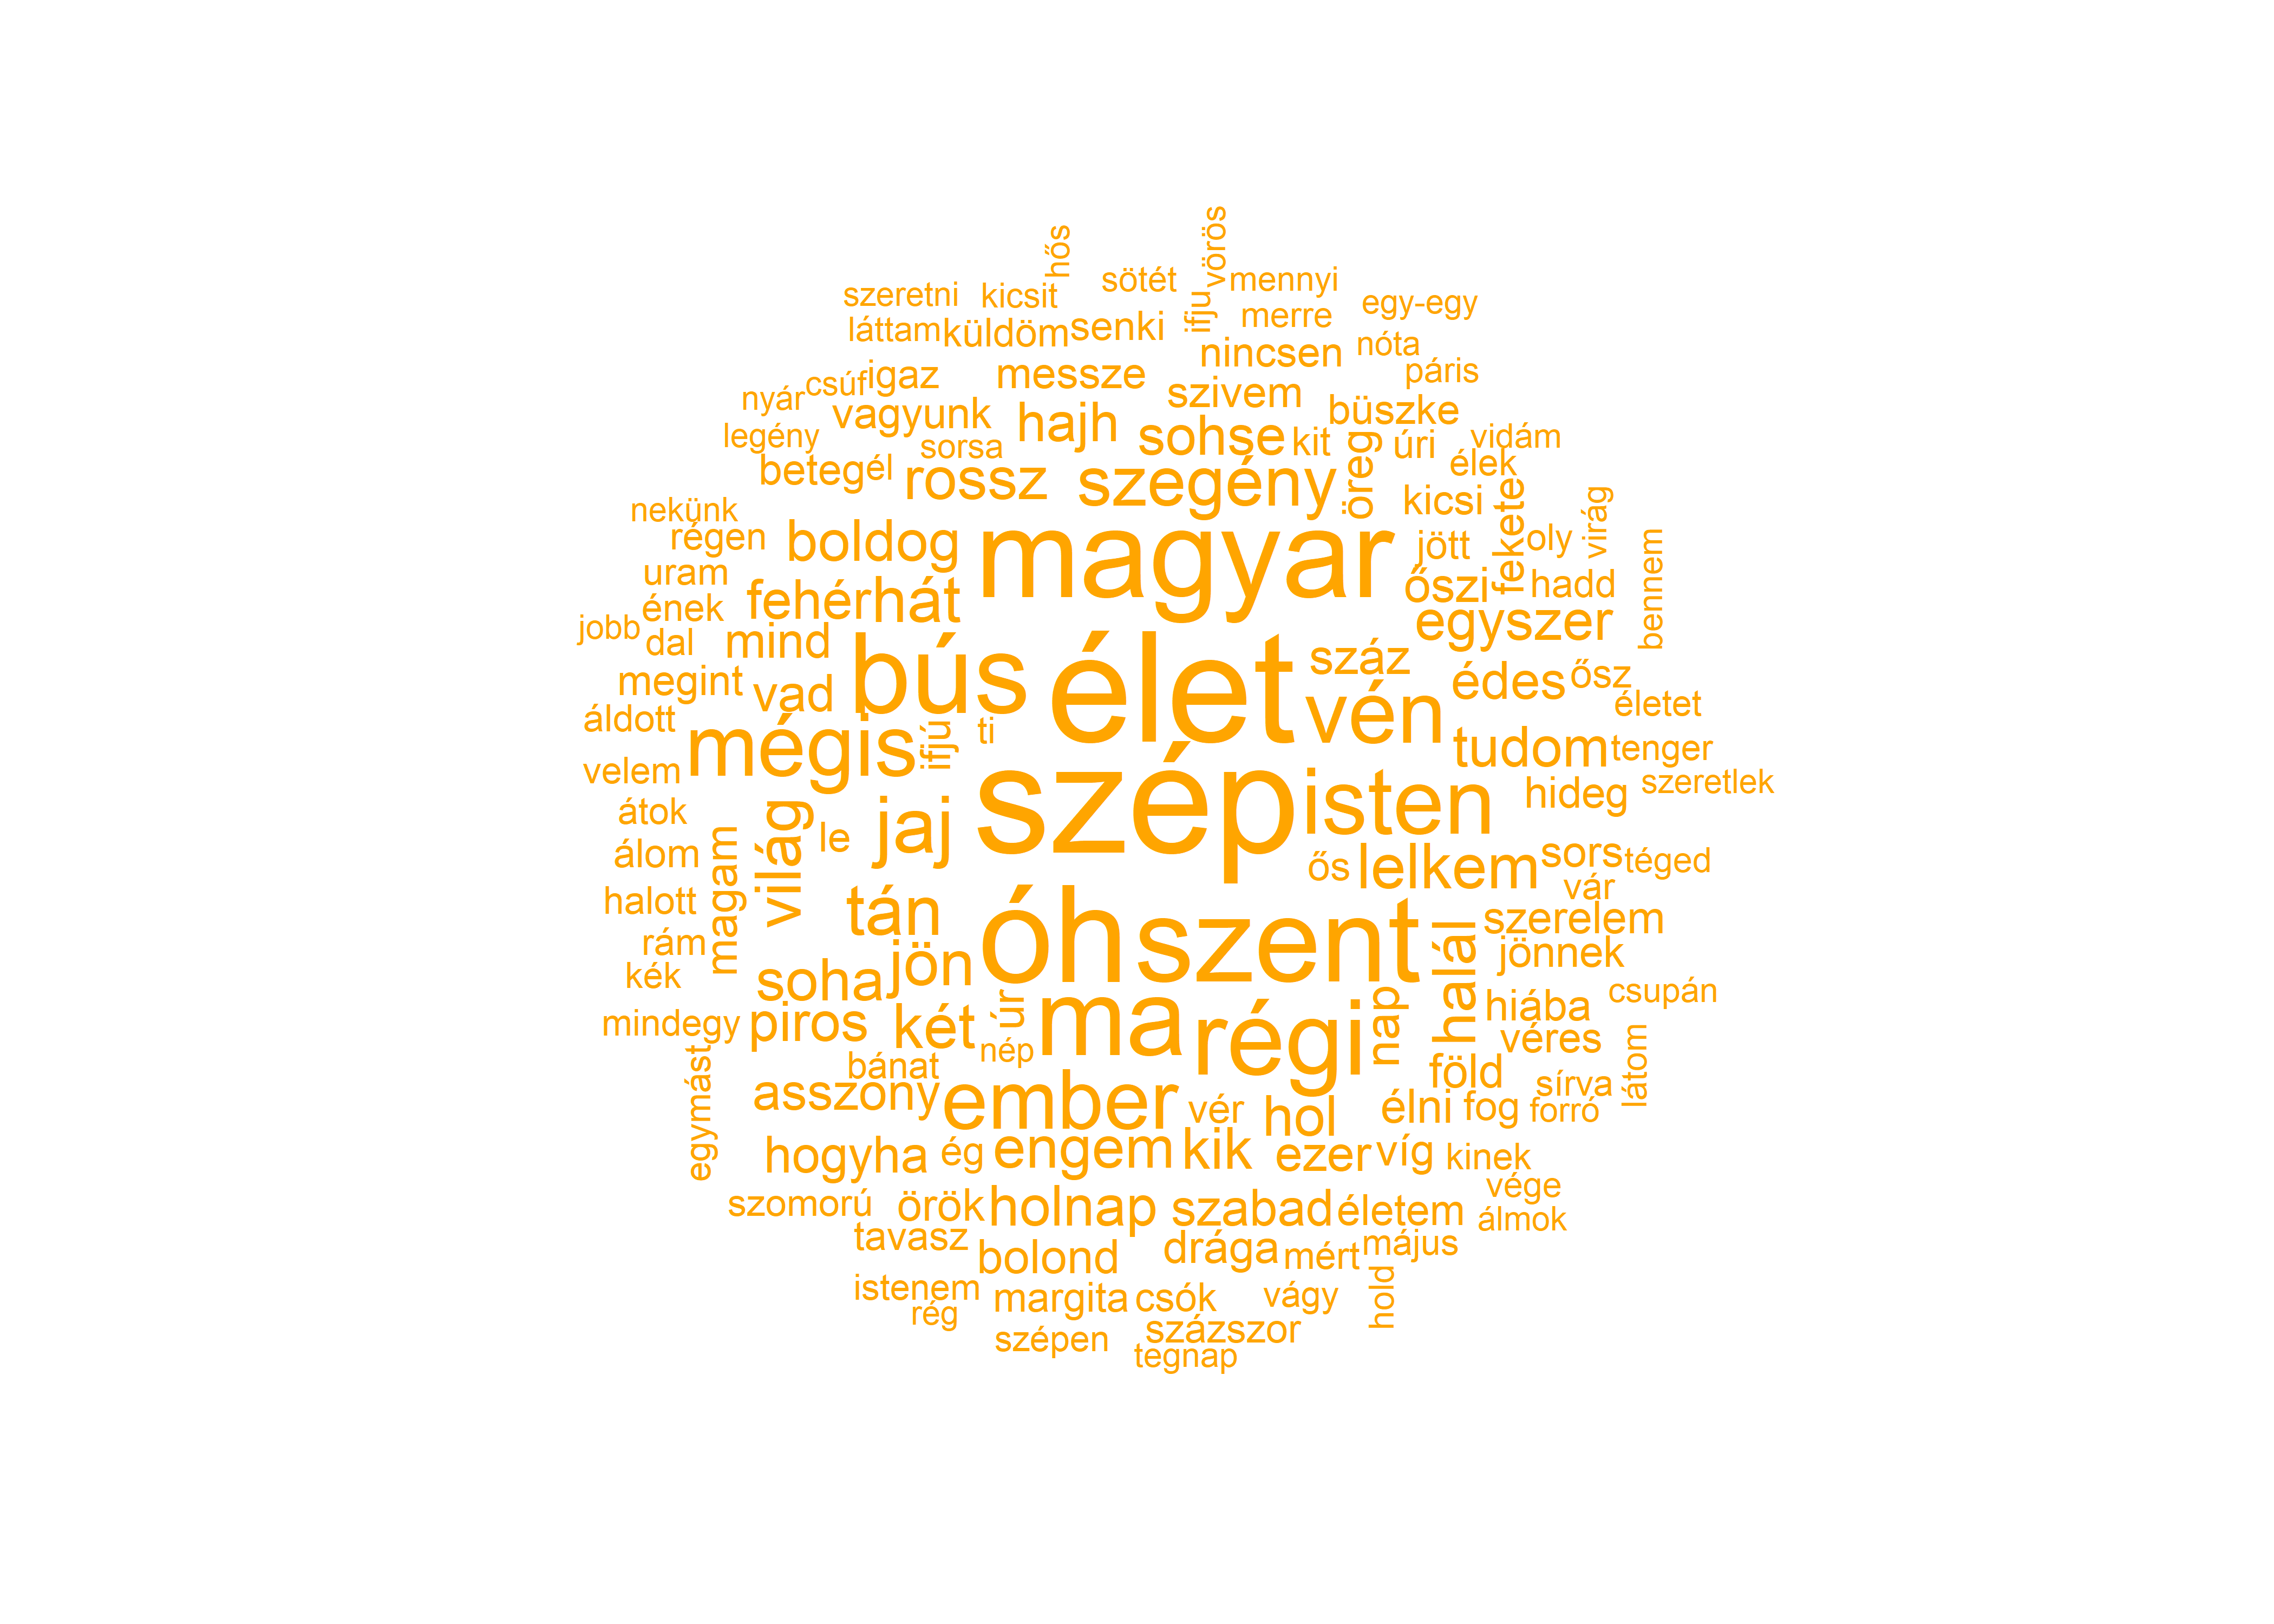 vörös
hős
sötét
mennyi
szeretni
kicsit
egy-egy
ifju
merre
láttam
küldöm
senki
nóta
nincsen
páris
igaz
messze
csúf
nyár
szivem
büszke
vagyunk
hajh
sohse
kit
öreg
úri
vidám
legény
sorsa
élek
beteg
él
rossz
szegény
kicsi
fekete
virág
nekünk
régen
boldog
magyar
jött
oly
bennem
uram
fehér
hát
őszi
hadd
ének
egyszer
jobb
dal
mind
bús
élet
száz
megint
vad
vén
édes
ősz
életet
áldott
mégis
ifjú
ti
tudom
tenger
velem
szép
isten
hideg
szeretlek
átok
világ
le
jaj
álom
magam
ős
lelkem
sors
téged
halott
tán
óh
szent
halál
vár
szerelem
rám
jön
jönnek
kék
soha
csupán
mindegy
piros
két
úr
ma
régi
nap
hiába
nép
véres
látom
egymást
bánat
föld
sírva
asszony
ember
vér
hol
élni
fog
forró
hogyha
ég
engem
kik
ezer
víg
kinek
szomorú
örök
holnap
szabad
életem
vége
álmok
tavasz
bolond
drága
mért
május
istenem
margita
csók
vágy
hold
rég
szépen
százszor
tegnap